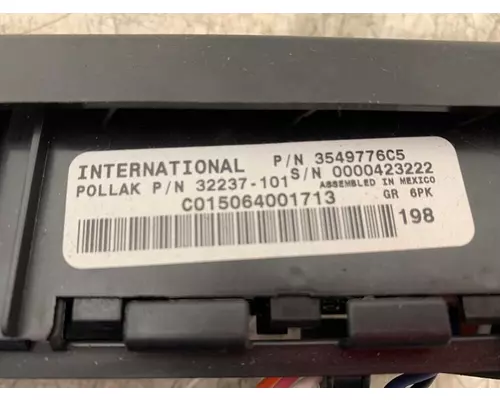 INTERNATIONAL P/N 3549776C5
POLLAK P/N 32237-101 S/N 0000423222
ASSEMBLED IN MEXICO
C015064001713 GR 6PK
198